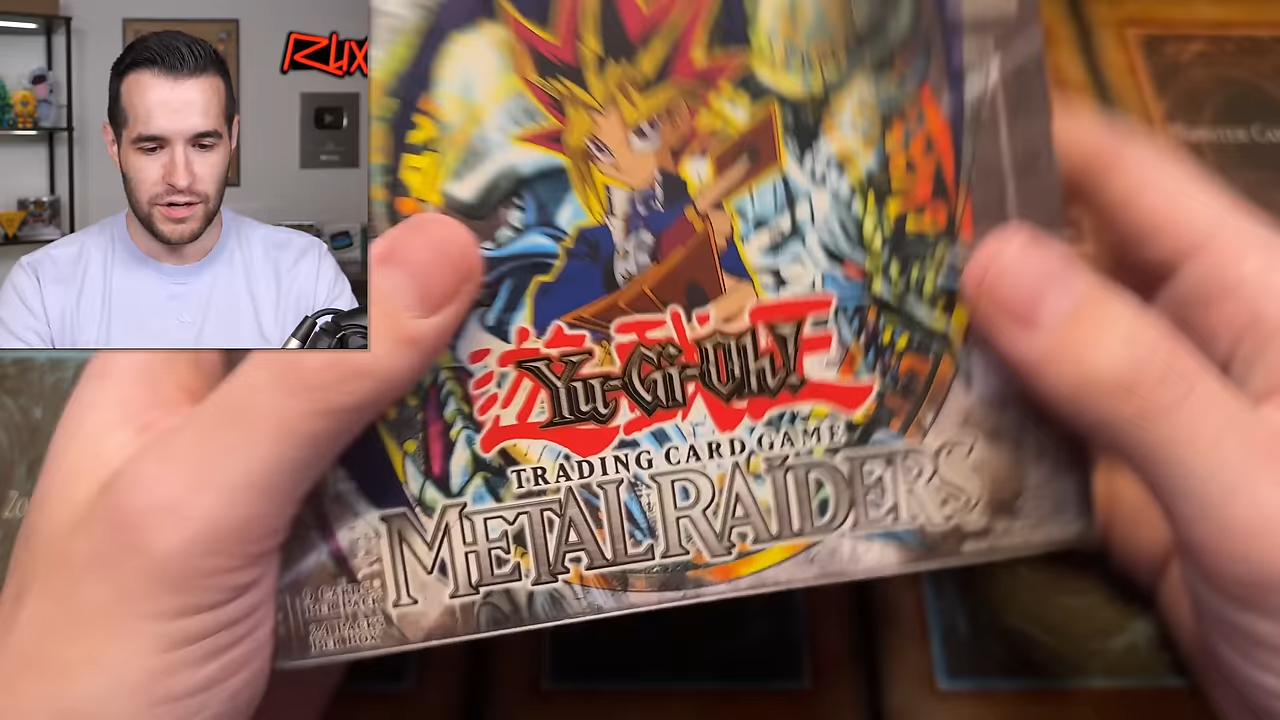 Rux
遊戯王
Yu-Gi-Oh!
TRADING CARD GAME
METAL RAIDERS
9 CARDS
PER PACK
24 PACKS
PER BOX